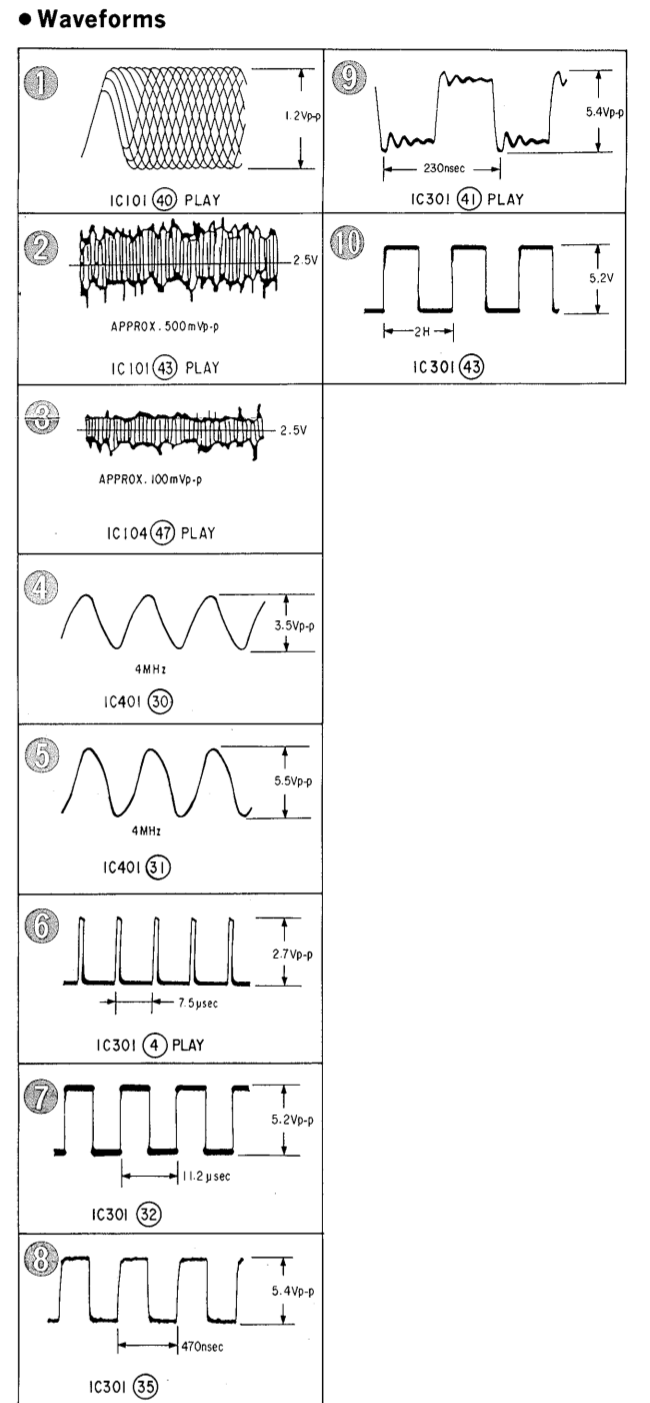 ● Waveforms
1
1.2Vp-p
IC101 40 PLAY
2
2.5V
APPROX. 500mVp-p
IC101 43 PLAY
3
2.5V
APPROX. 100mVp-p
IC104 47 PLAY
4
3.5Vp-p
4MHz
IC401 30
5
5.5Vp-p
4MHz
IC401 31
6
2.7Vp-p
7.5μsec
IC301 4 PLAY
7
5.2Vp-p
11.2μsec
IC301 32
8
5.4Vp-p
470nsec
IC301 35
9
5.4Vp-p
230nsec
IC301 41 PLAY
10
5.2V
2H
IC301 43